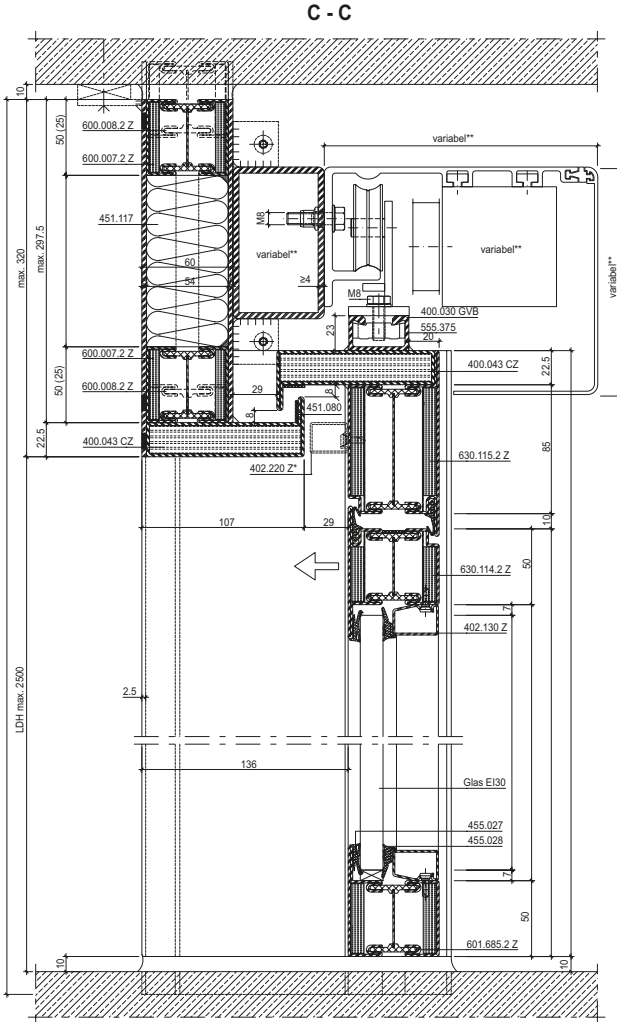 C - C
10
variabel**
600.008.2 Z
50 (25)
600.007.2 Z
M8
451.117
variabel**
variabel**
variabel**
max. 320
max. 297.5
60
54
≥4
M8
400.030 GVB
23
555.375
20
600.007.2 Z
400.043 CZ
22.5
50 (25)
600.008.2 Z
29
8
8
451.080
22.5
400.043 CZ
85
630.115.2 Z
402.220 Z*
107
29
10
50
630.114.2 Z
7
402.130 Z
LDH max. 2500
2.5
136
Glas EI30
455.027
455.028
7
50
601.685.2 Z
10
10